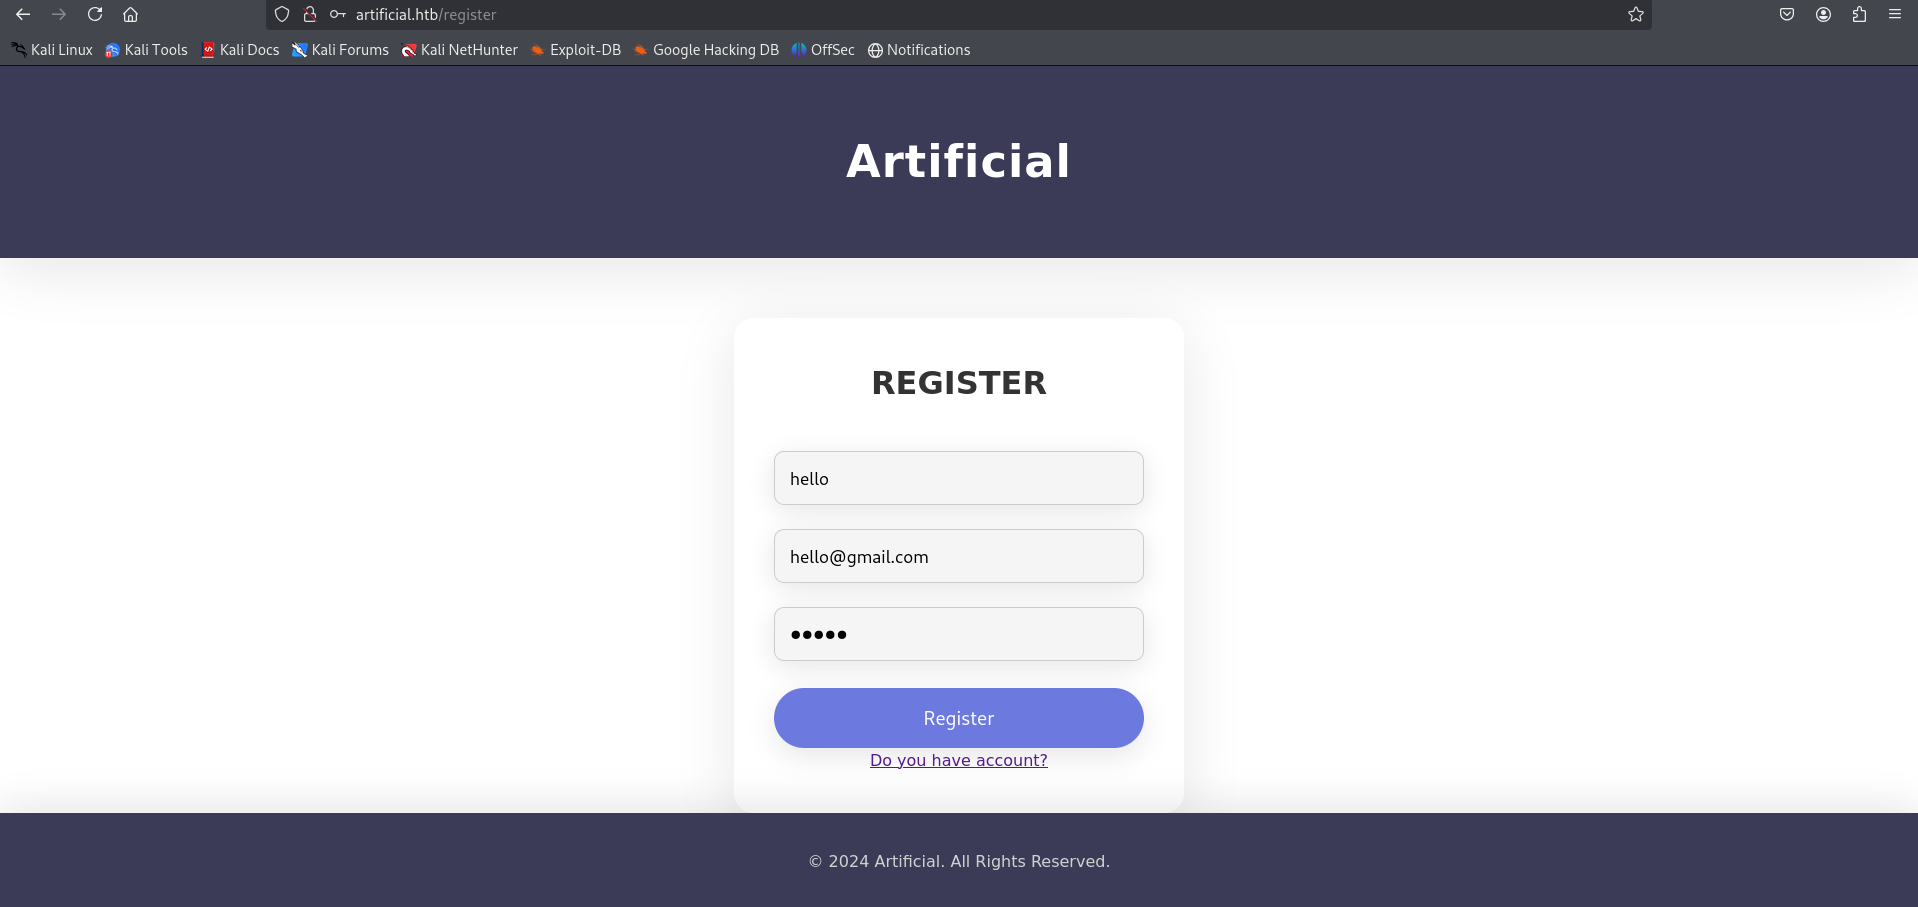 artificial.htb/register
Kali Linux Kali Tools Kali Docs Kali Forums Kali NetHunter Exploit-DB Google Hacking DB OffSec Notifications
Artificial
REGISTER
hello
hello@gmail.com
Register
Do you have account?
© 2024 Artificial. All Rights Reserved.